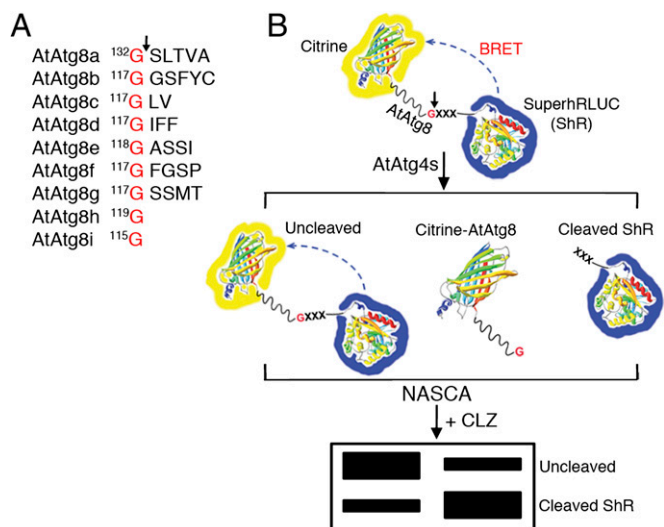 A
AtAtg8a 132G SLTVA
AtAtg8b 117G GSFYC
AtAtg8c 117G LV
AtAtg8d 117G IFF
AtAtg8e 118G ASSI
AtAtg8f 117G FGSP
AtAtg8g 117G SSMT
AtAtg8h 119G
AtAtg8i 115G
B
Citrine
BRET
AtAtg8
GXXX
SuperhRLUC
(ShR)
AtAtg4s
Uncleaved
Citrine-AtAtg8
Cleaved ShR
GXXX
G
XXX
NASCA
+ CLZ
Uncleaved
Cleaved ShR